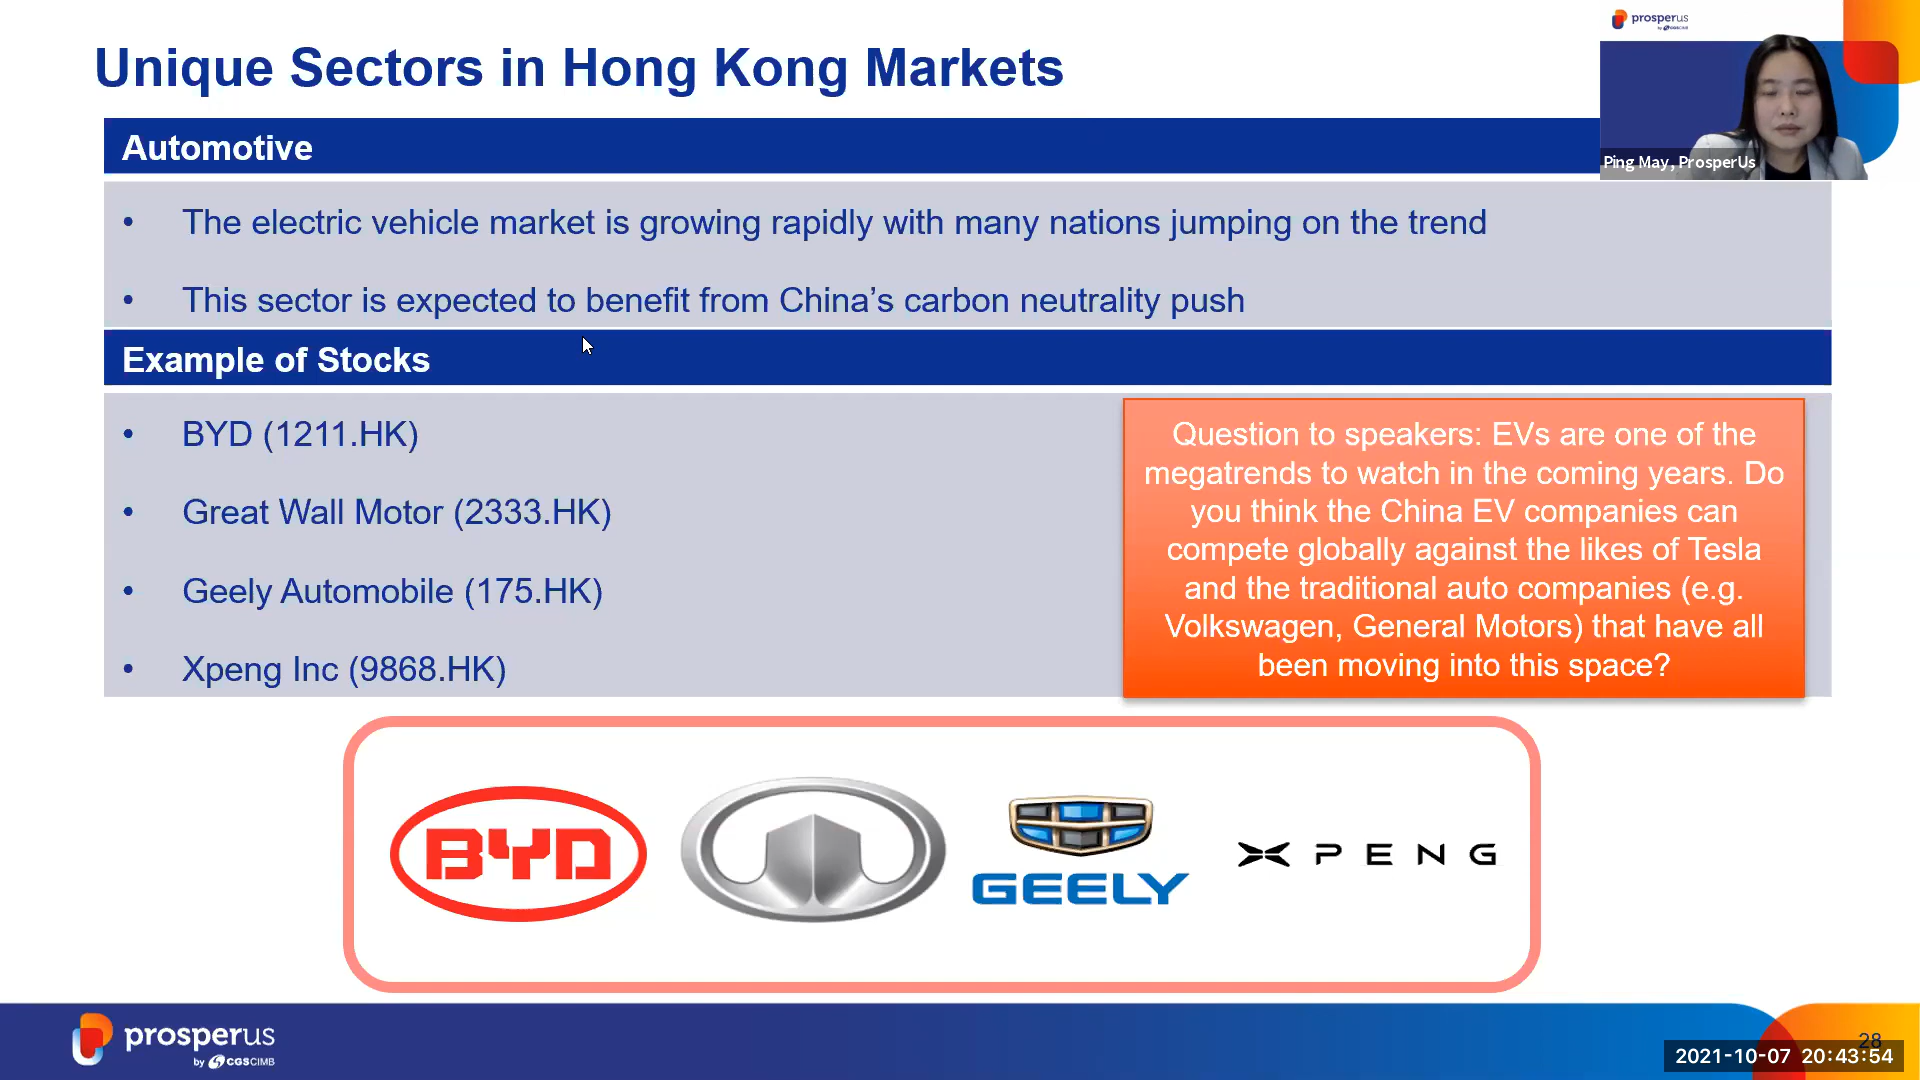 prosperus
by CGSCIMB
Unique Sectors in Hong Kong Markets
Automotive
Ping May, ProsperUs
• The electric vehicle market is growing rapidly with many nations jumping on the trend
• This sector is expected to benefit from China’s carbon neutrality push
Example of Stocks
• BYD (1211.HK)
• Great Wall Motor (2333.HK)
• Geely Automobile (175.HK)
• Xpeng Inc (9868.HK)
Question to speakers: EVs are one of the
megatrends to watch in the coming years. Do
you think the China EV companies can
compete globally against the likes of Tesla
and the traditional auto companies (e.g.
Volkswagen, General Motors) that have all
been moving into this space?
BYD
GEELY
XPENG
prosperus
by CGSCIMB
28
2021-10-07 20:43:54